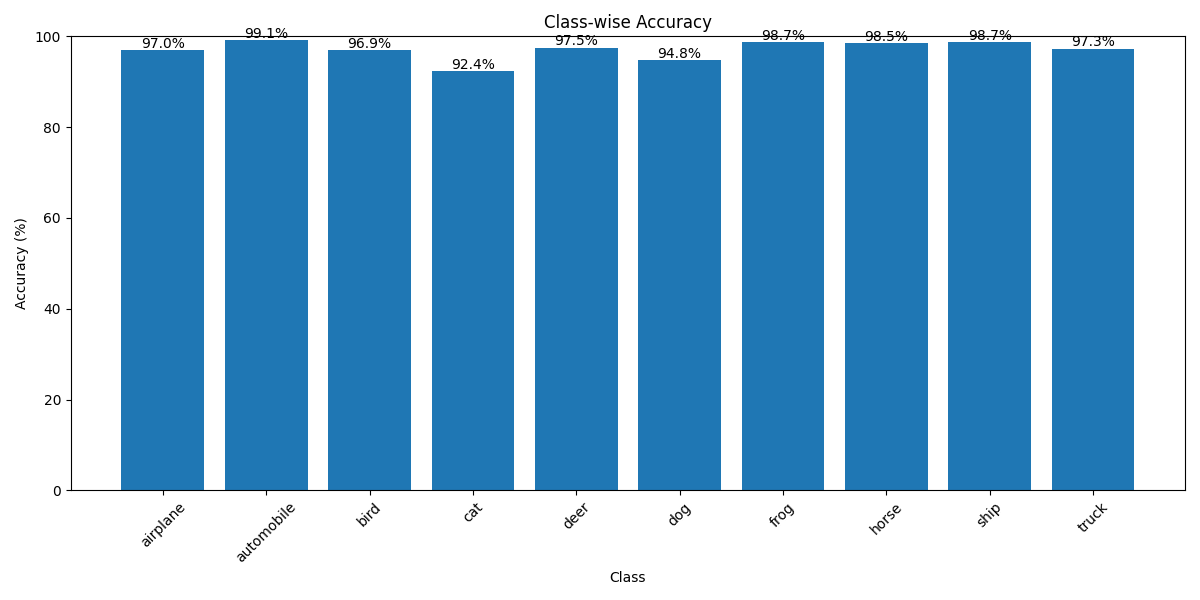 Class-wise Accuracy
Accuracy (%)
100
80
60
40
20
0
97.0%
99.1%
96.9%
92.4%
97.5%
94.8%
98.7%
98.5%
98.7%
97.3%
airplane
automobile
bird
cat
deer
dog
frog
horse
ship
truck
Class